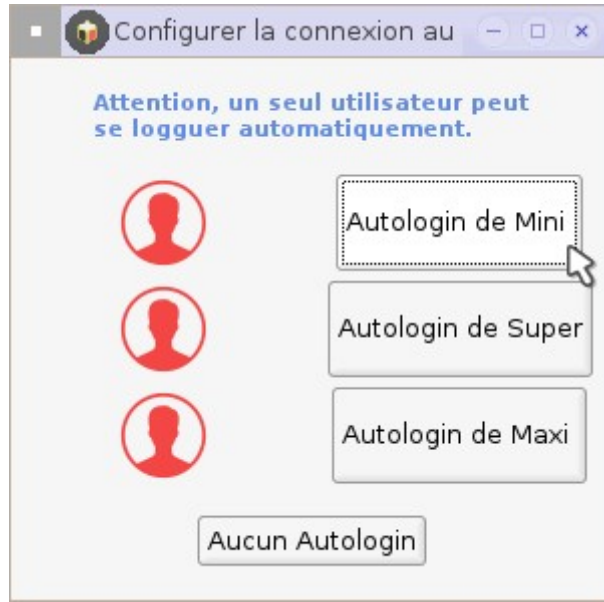 Configurer la connexion au
Attention, un seul utilisateur peut
se logguer automatiquement.
Autologin de Mini
Autologin de Super
Autologin de Maxi
Aucun Autologin